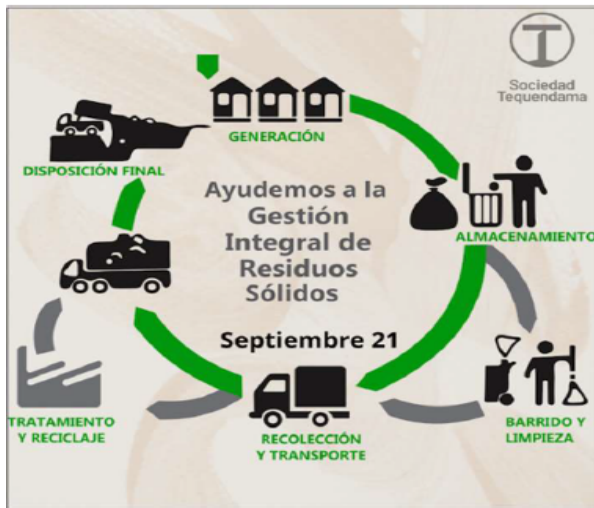 Sociedad
Tequendama
GENERACIÓN
DISPOSICIÓN FINAL
Ayudemos a la
Gestión
Integral de
Residuos
Sólidos
ALMACENAMIENTO
Septiembre 21
TRATAMIENTO
Y RECICLAJE
RECOLECCIÓN
Y TRANSPORTE
BARRIDO Y
LIMPIEZA